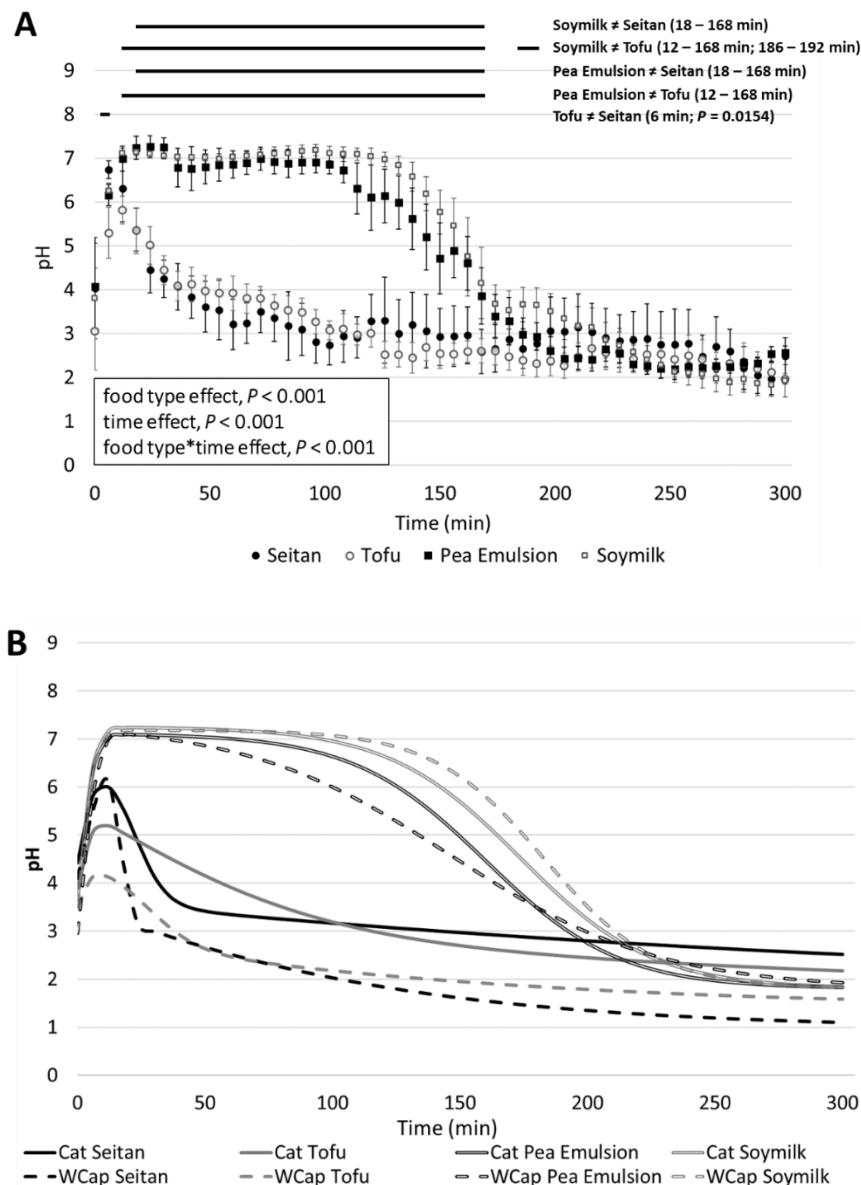 A
Soymilk ≠ Seitan (18 – 168 min)
Soymilk ≠ Tofu (12 – 168 min; 186 – 192 min)
Pea Emulsion ≠ Seitan (18 – 168 min)
Pea Emulsion ≠ Tofu (12 – 168 min)
Tofu ≠ Seitan (6 min; P = 0.0154)
9
8
7
6
5
4
3
2
1
0
pH
food type effect, P < 0.001
time effect, P < 0.001
food type*time effect, P < 0.001
0 50 100 150 200 250 300
Time (min)
Seitan Tofu Pea Emulsion Soymilk
B
9
8
7
6
5
4
3
2
1
0
pH
0 50 100 150 200 250 300
Time (min)
Cat Seitan Cat Tofu Cat Pea Emulsion Cat Soymilk
WCap Seitan WCap Tofu WCap Pea Emulsion WCap Soymilk